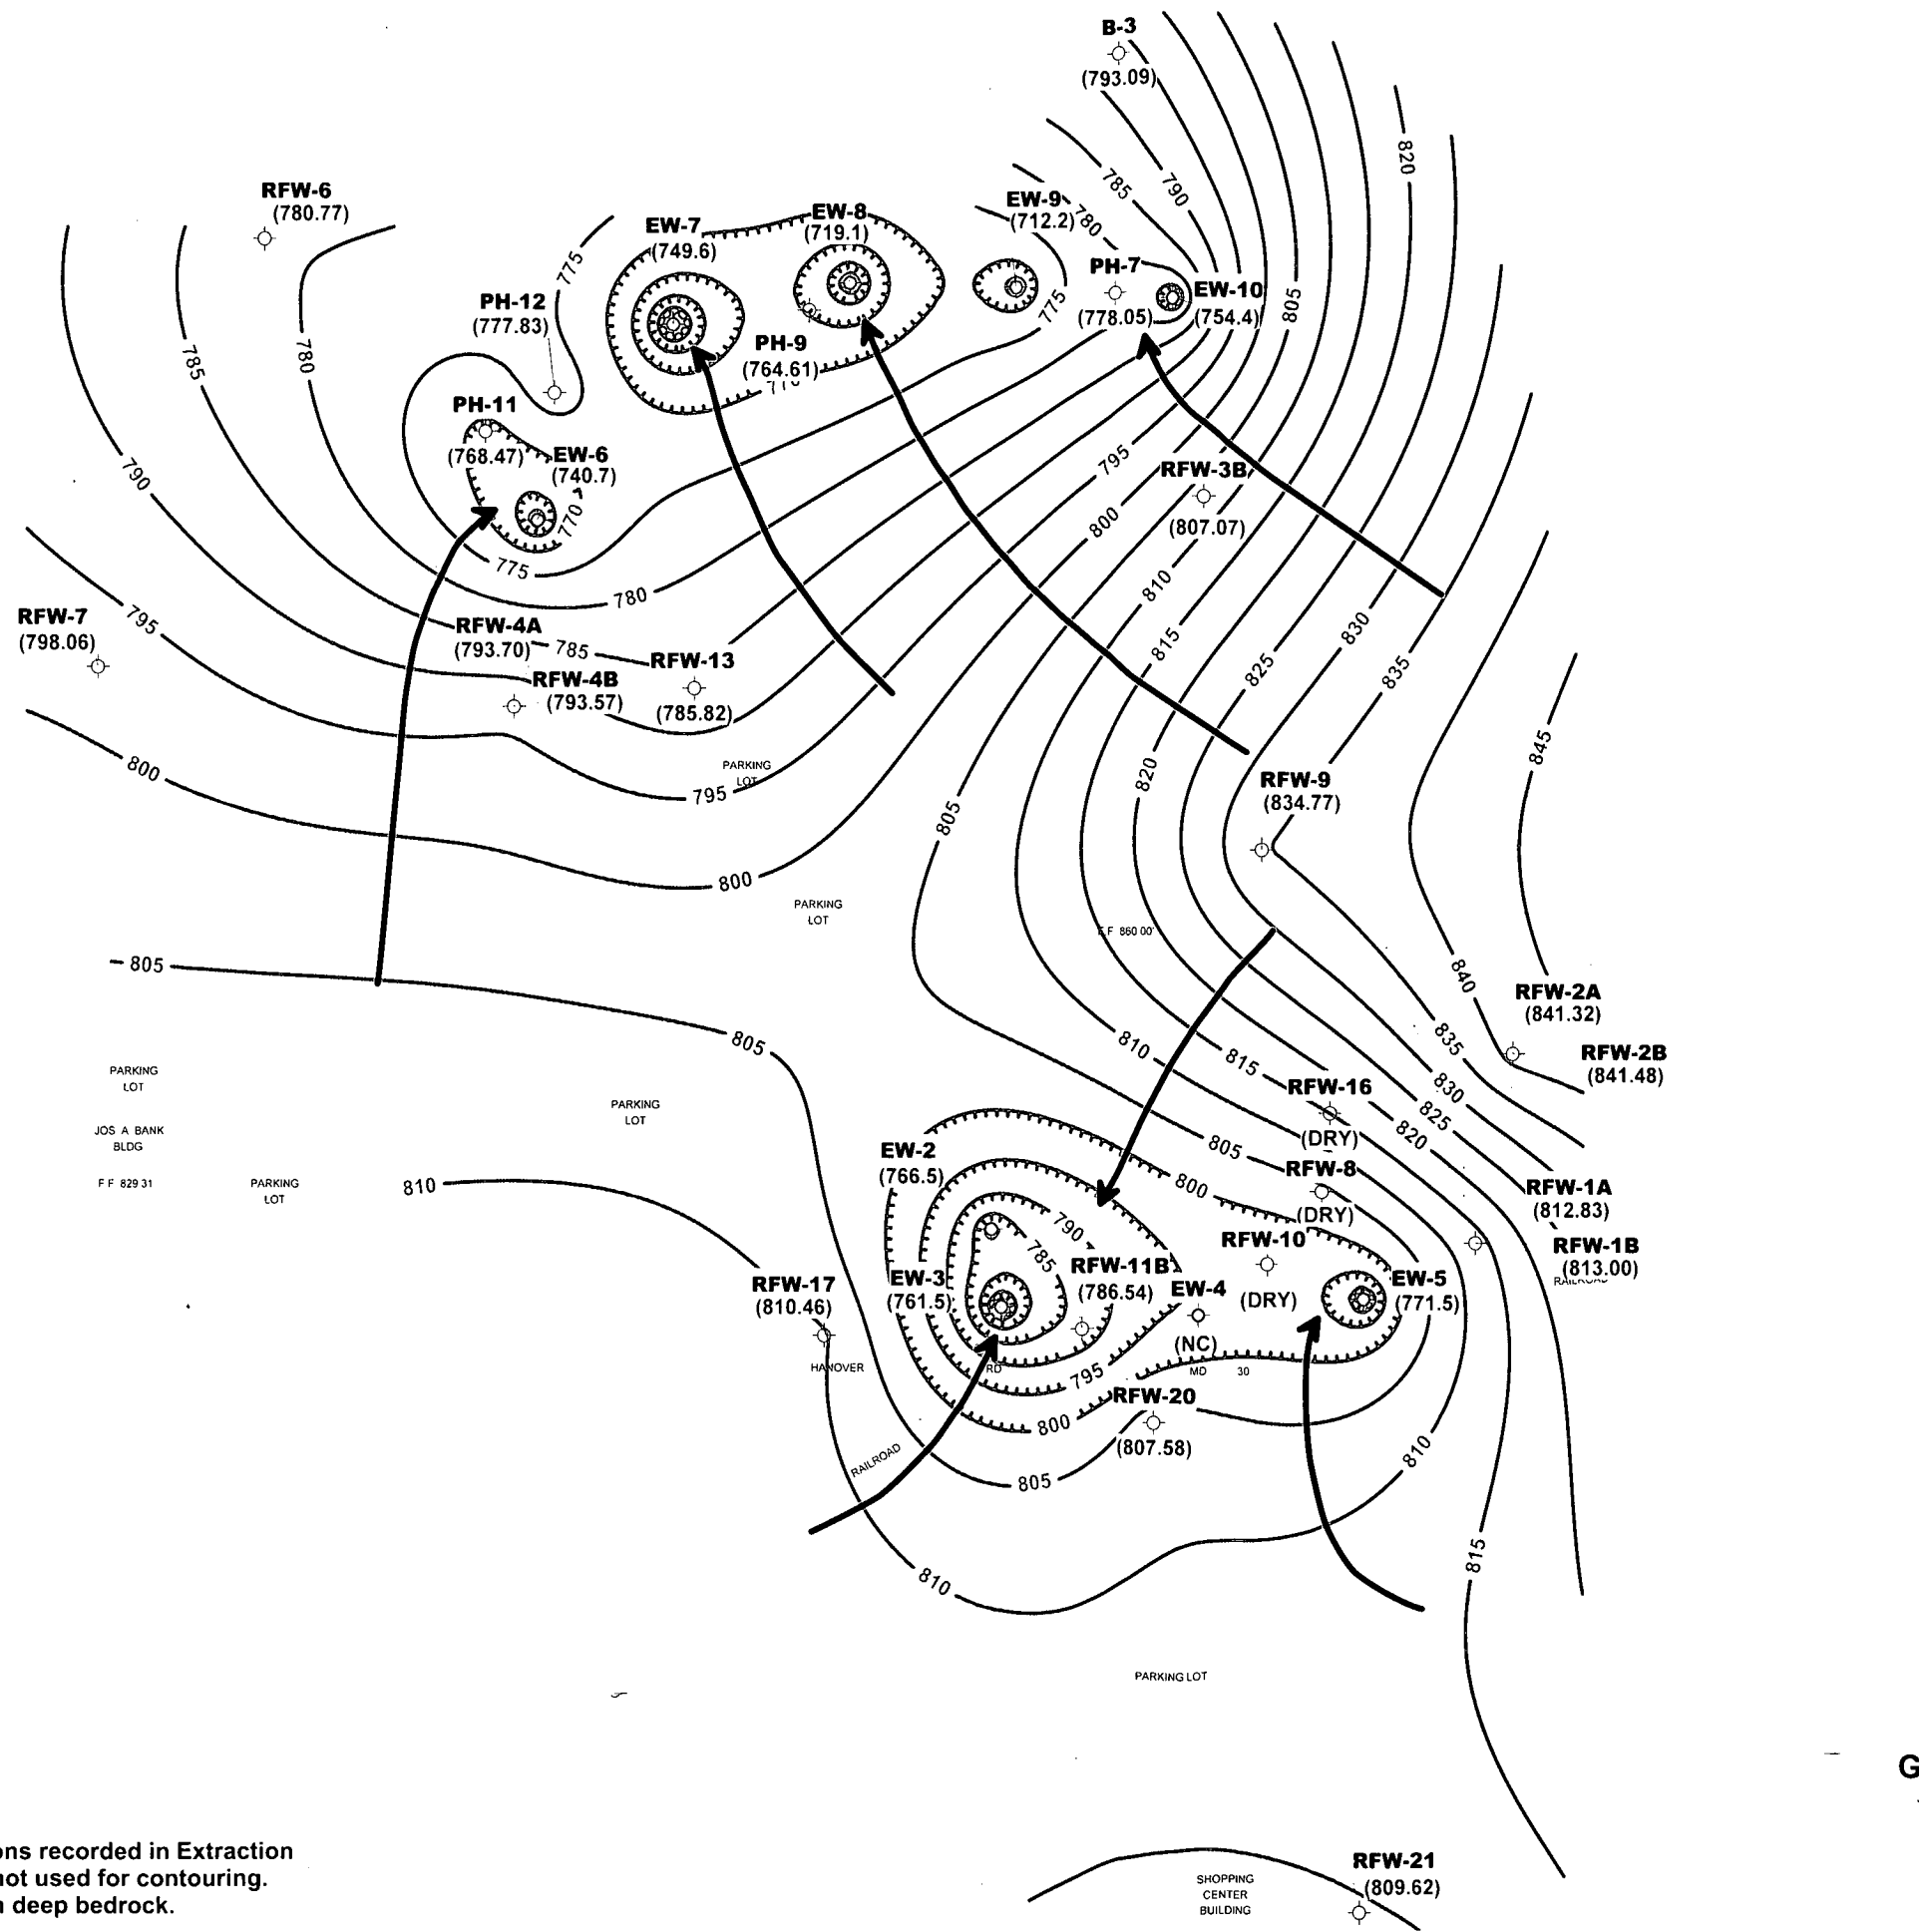 B-3
(793.09)
820
785
790
RFW-6
(780.77)
EW-9
(712.2)
780
EW-8
(719.1)
EW-7
(749.6)
775
PH-7
(778.05)
EW-10
(754.4)
805
775
PH-12
(777.83)
785
780
PH-9
(764.61)
PH-11
(768.47)
EW-6
(740.7)
770
790
795
RFW-3B
(807.07)
800
775
780
810
795
RFW-7
(798.06)
RFW-4A
(793.70)
785
RFW-13
(785.82)
RFW-4B
(793.57)
815
825
830
835
845
PARKING
LOT
795
800
820
805
RFW-9
(834.77)
800
PARKING
LOT
F F 860 00'
805
840
RFW-2A
(841.32)
805
810
815
835
RFW-2B
(841.48)
PARKING
LOT
PARKING
LOT
RFW-16
(DRY)
830
825
820
JOS A BANK
BLDG
F F 829 31
PARKING
LOT
810
EW-2
(766.5)
805
800
RFW-8
(DRY)
RFW-1A
(812.83)
RFW-1B
(813.00)
RAILROAD
790
785
RFW-10
(DRY)
RFW-11B
(786.54)
EW-3
(761.5)
EW-4
(NC)
EW-5
(771.5)
RFW-17
(810.46)
HANOVER
RD
MD
30
795
800
RFW-20
(807.58)
RAILROAD
805
810
810
815
PARKING LOT
G
SHOPPING
CENTER
BUILDING
RFW-21
(809.62)
ons recorded in Extraction
not used for contouring.
deep bedrock.